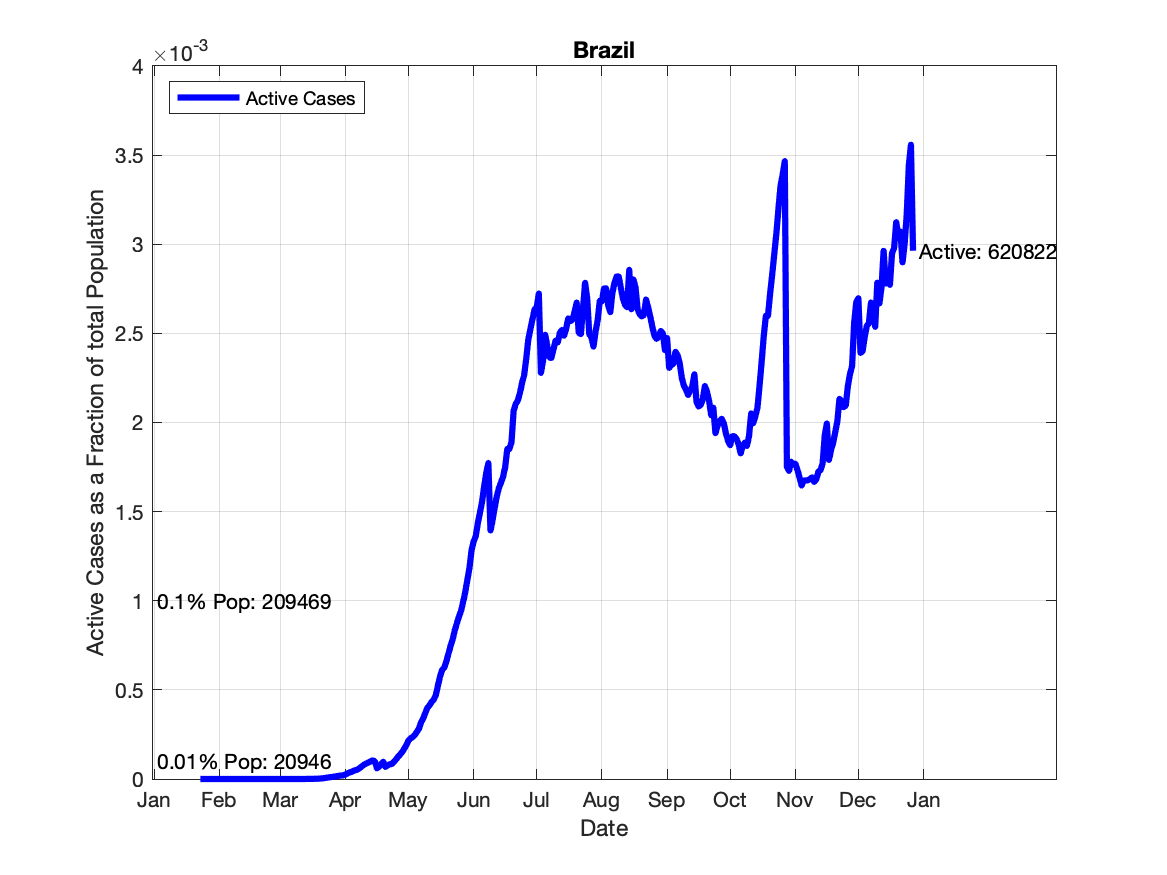 Brazil
×10-3
Active Cases
4
3.5
3
2.5
2
1.5
1
0.5
0
Active Cases as a Fraction of total Population
Active: 620822
0.1% Pop: 209469
0.01% Pop: 20946
Jan Feb Mar Apr May Jun Jul Aug Sep Oct Nov Dec Jan
Date